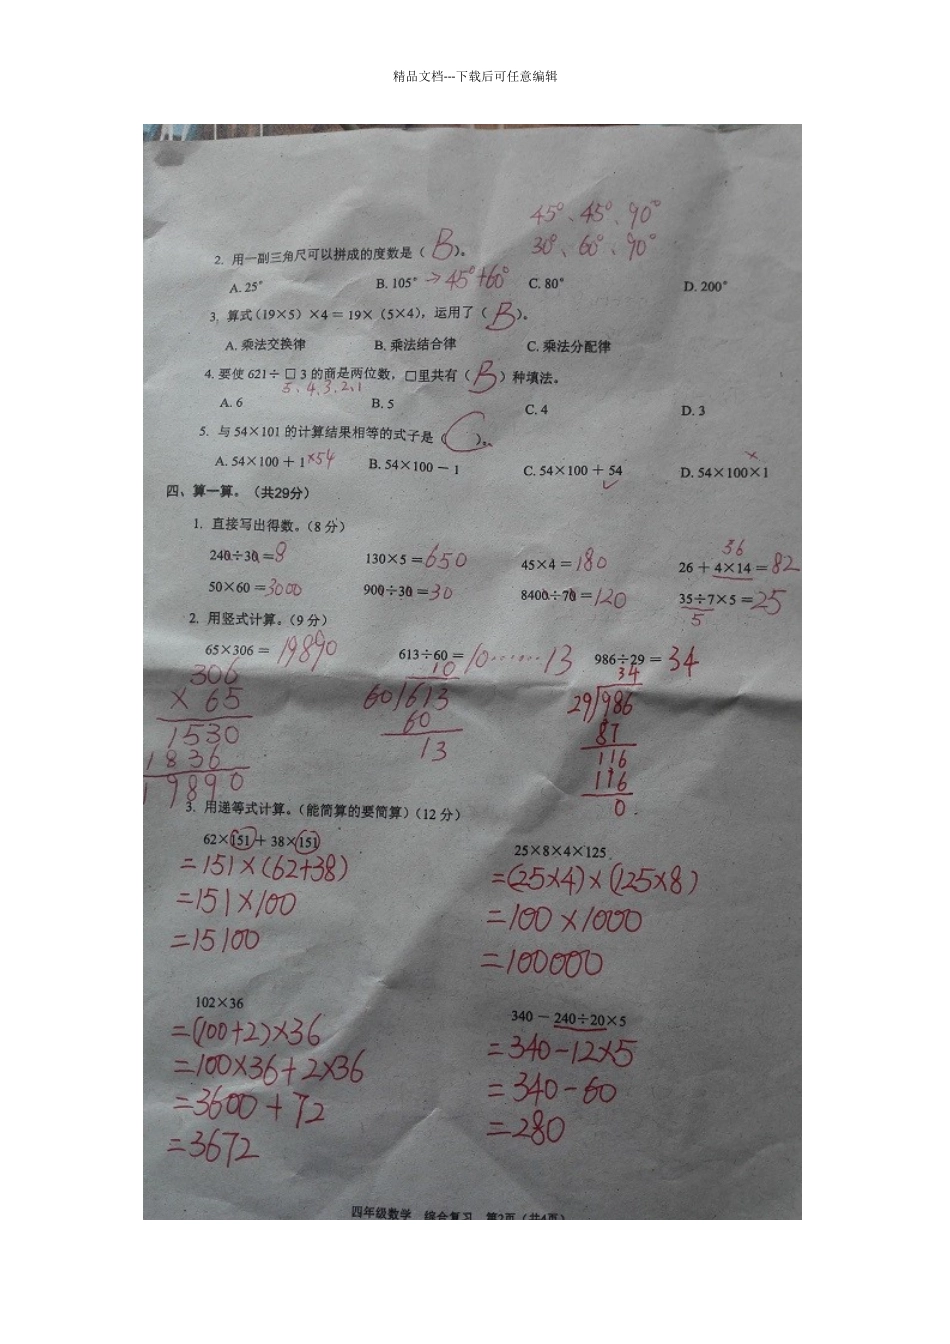 精品文档---下载后可任意编辑
45°、45°、90°
30°、60°、90°
2. 用一副三角尺可以拼成的度数是（ B ）。
A. 25° B. 105° → 45°+60° C. 80° D. 200°
3. 算式(19×5) ×4 = 19× (5×4), 运用了（ B ）。
A. 乘法交换律 B. 乘法结合律 C. 乘法分配律
4. 要使 621÷ □ 3 的商是两位数, □里共有（ B ）种填法。
5、4、3、2、1
A. 6 B. 5 C. 4 D. 3
5. 与 54×101 的计算结果相等的式子是（ C ）。
A. 54×100 + 1 ×54 B. 54×100 - 1 C. 54×100 + 54 ✓ D. 54×100×1 ×
四、算一算。(共29分)
1. 直接写出得数。(8 分)
36
240÷30 = 8 130×5 = 650 45×4 = 180 26 + 4×14 = 82
50×60 = 3000 900÷30 = 30 8400÷70 = 120 35÷7×5 = 25
5
2. 用竖式计算。(9 分)
65×306 = 19890 613÷60 = 10……13 986÷29 = 34
306 10 34
× 65 60)613 29)986
1530 60 87
1836 13 116
19890 116
0
3. 用递等式计算。(能简算的要简算) (12 分)
62×151 + 38×151 25×8×4×125
=151×(62+38) =(25×4)×(125×8)
=151×100 =100×1000
=15100 =100000
102×36 340 - 240÷20×5
=(100+2)×36 =340-12×5
=100×36+2×36 =340-60
=3600+72 =280
=3672
四年级数学 综合复习 第2页 (共4页)